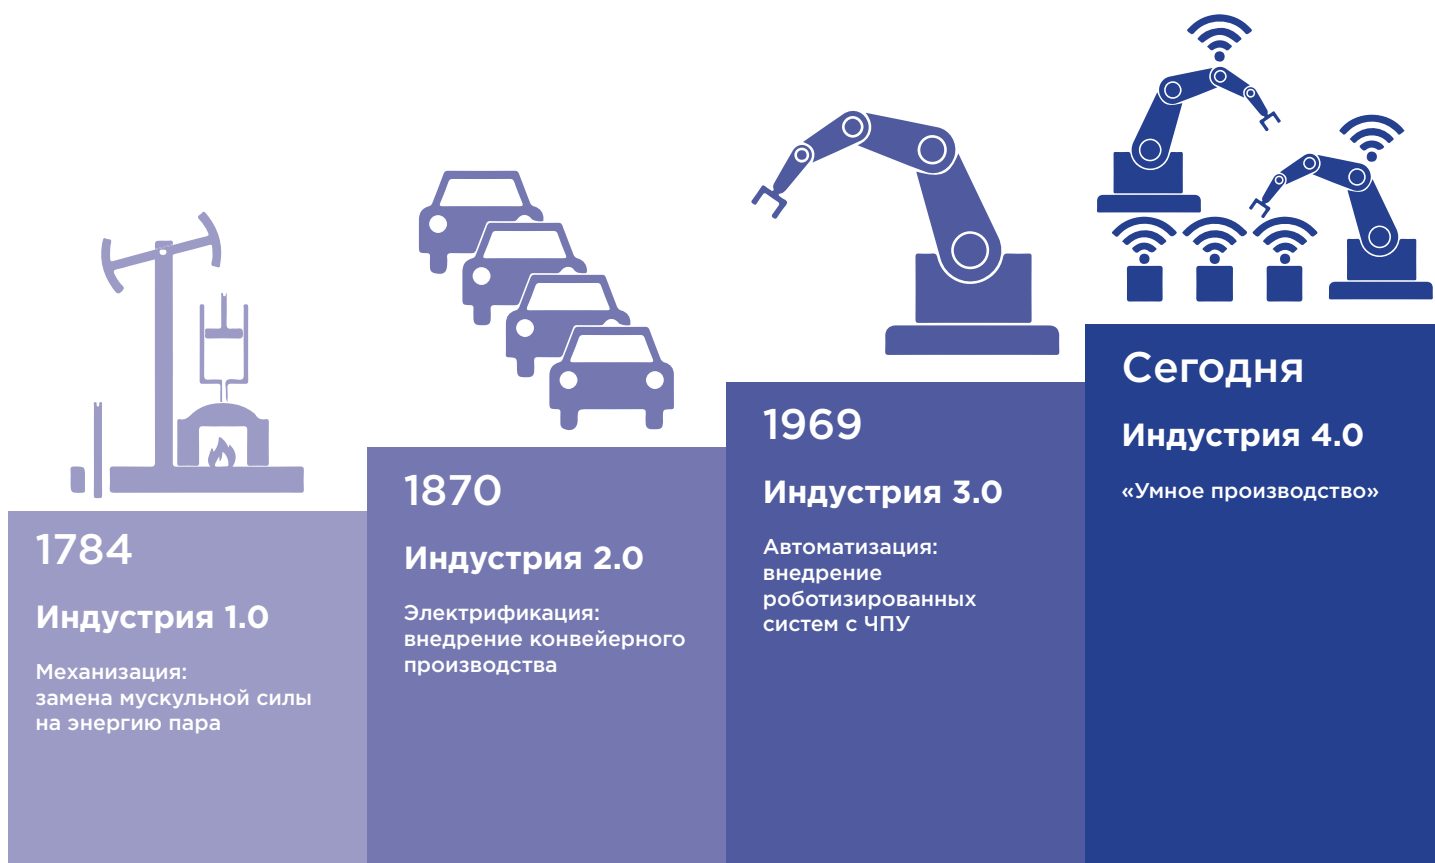 1784
Индустрия 1.0
Механизация:
замена мускульной силы
на энергию пара
1870
Индустрия 2.0
Электрификация:
внедрение конвейерного
производства
1969
Индустрия 3.0
Автоматизация:
внедрение
роботизированных
систем с ЧПУ
Сегодня
Индустрия 4.0
«Умное производство»